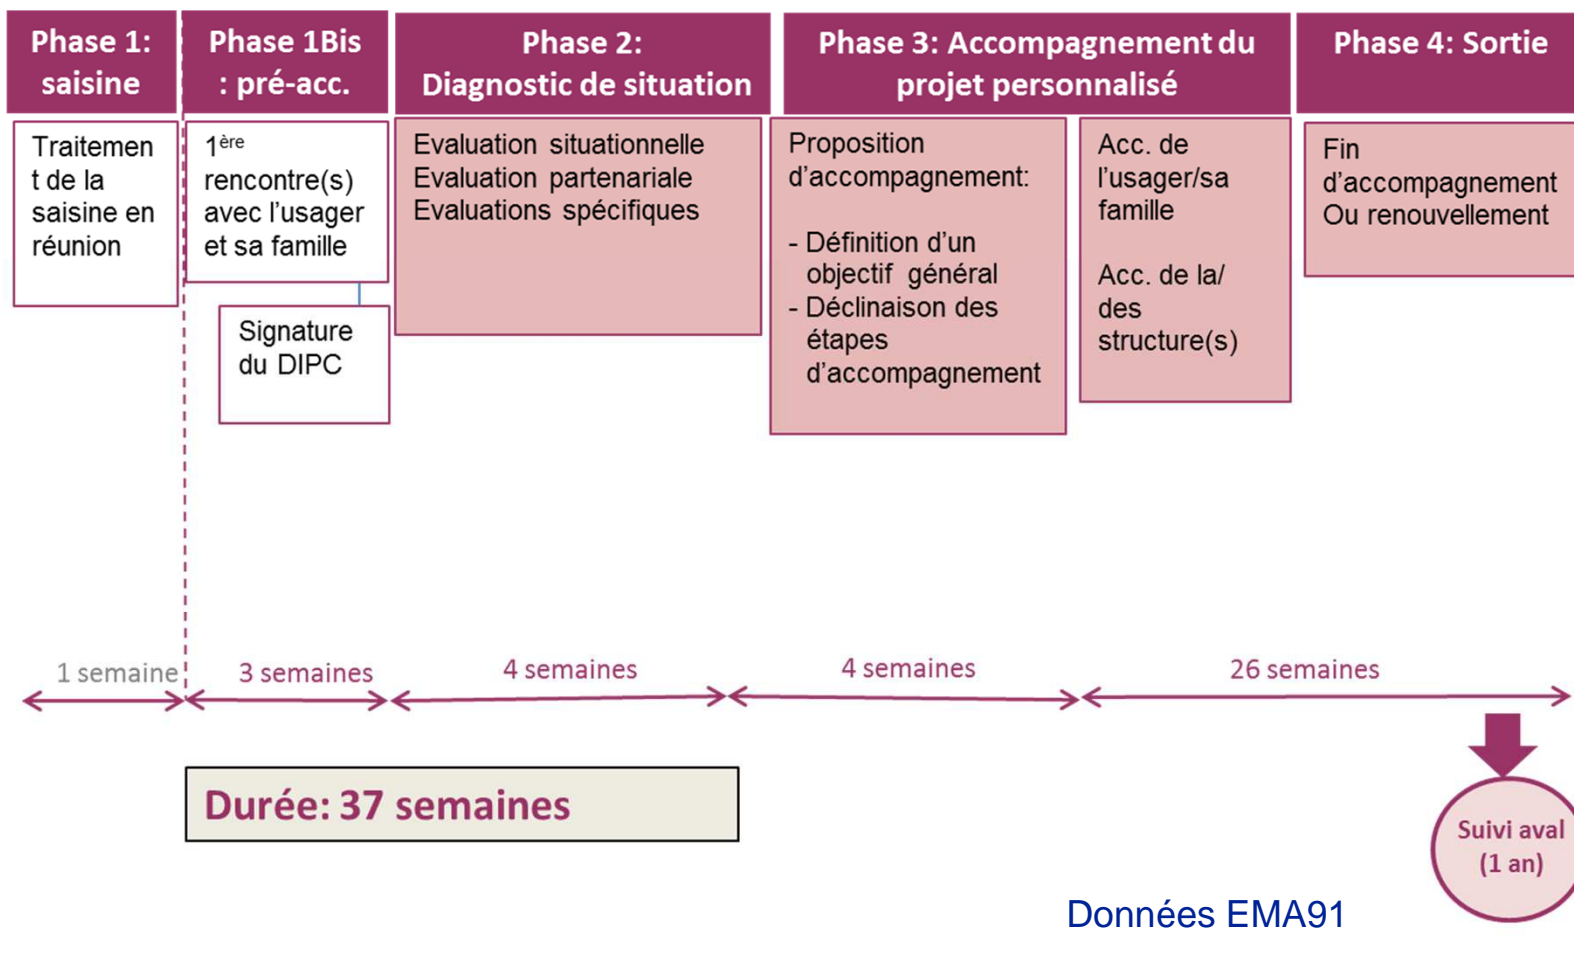 Phase 1:
saisine
Phase 1Bis
: pré-acc.
Phase 2:
Diagnostic de situation
Phase 3: Accompagnement du
projet personnalisé
Phase 4: Sortie
Traitemen
t de la
saisine en
réunion
1ère
rencontre(s)
avec l'usager
et sa famille
Signature
du DIPC
Evaluation situationnelle
Evaluation partenariale
Evaluations spécifiques
Proposition
d'accompagnement:
- Définition d'un
objectif général
- Déclinaison des
étapes
d'accompagnement
Acc. de
l'usager/sa
famille
Acc. de la/
des
structure(s)
Fin
d'accompagnement
Ou renouvellement
1 semaine
3 semaines
4 semaines
4 semaines
26 semaines
Durée: 37 semaines
Suivi aval
(1 an)
Données EMA91